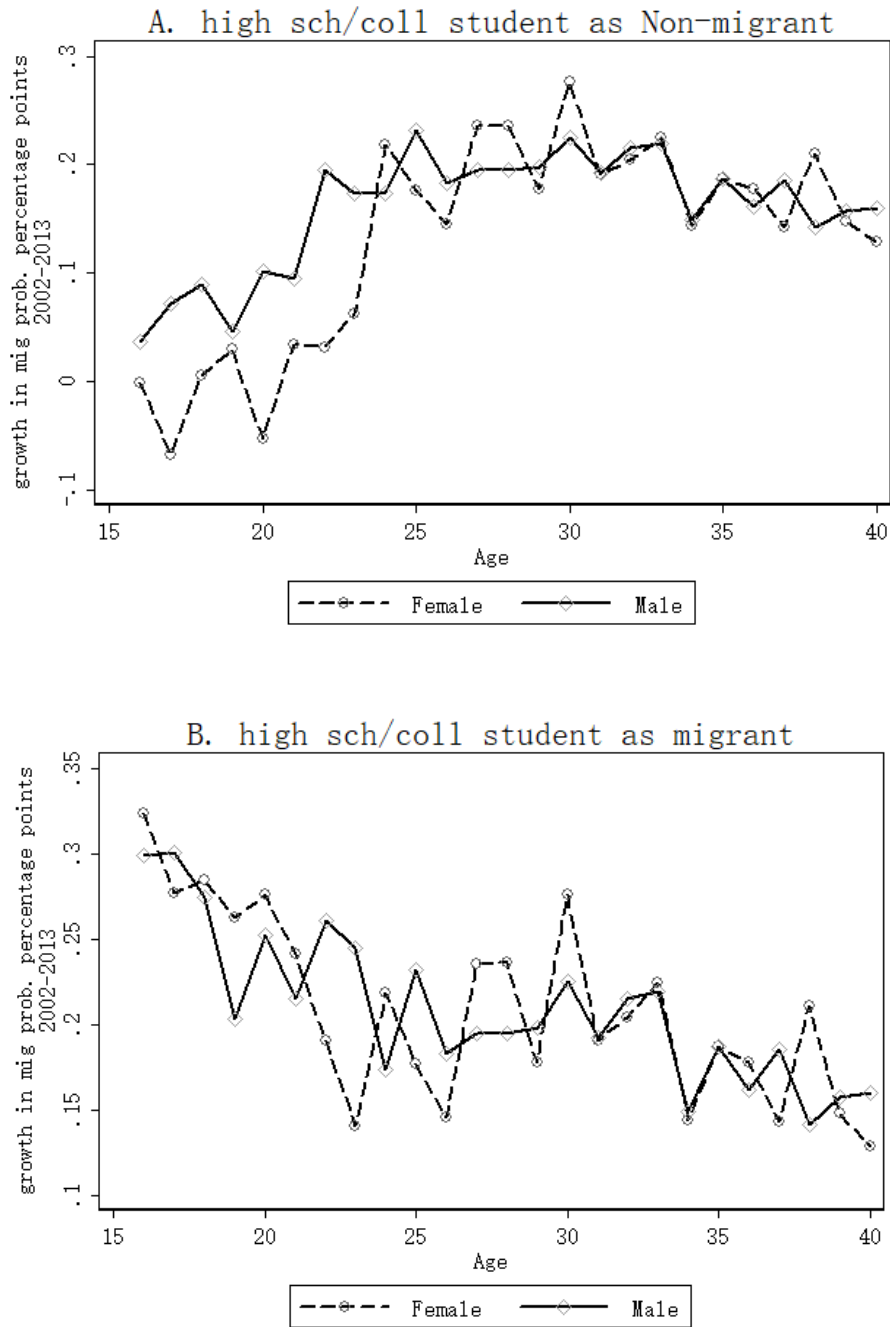 A. high sch/coll student as Non-migrant
growth in mig prob. percentage points
2002-2013
.3
.2
.1
0
-.1
15 20 25 30 35 40
Age
Female Male
B. high sch/coll student as migrant
growth in mig prob. percentage points
2002-2013
.35
.3
.25
.2
.15
.1
15 20 25 30 35 40
Age
Female Male